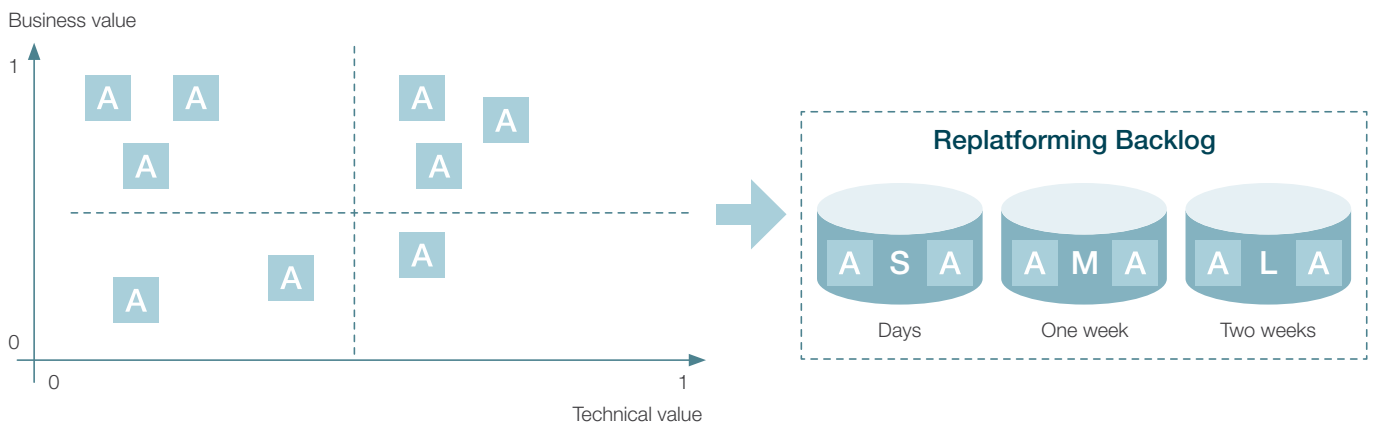 Business value
1
A A A A
A A
A A A
0
0 1
Technical value
Replatforming Backlog
A S A A M A A L A
Days One week Two weeks